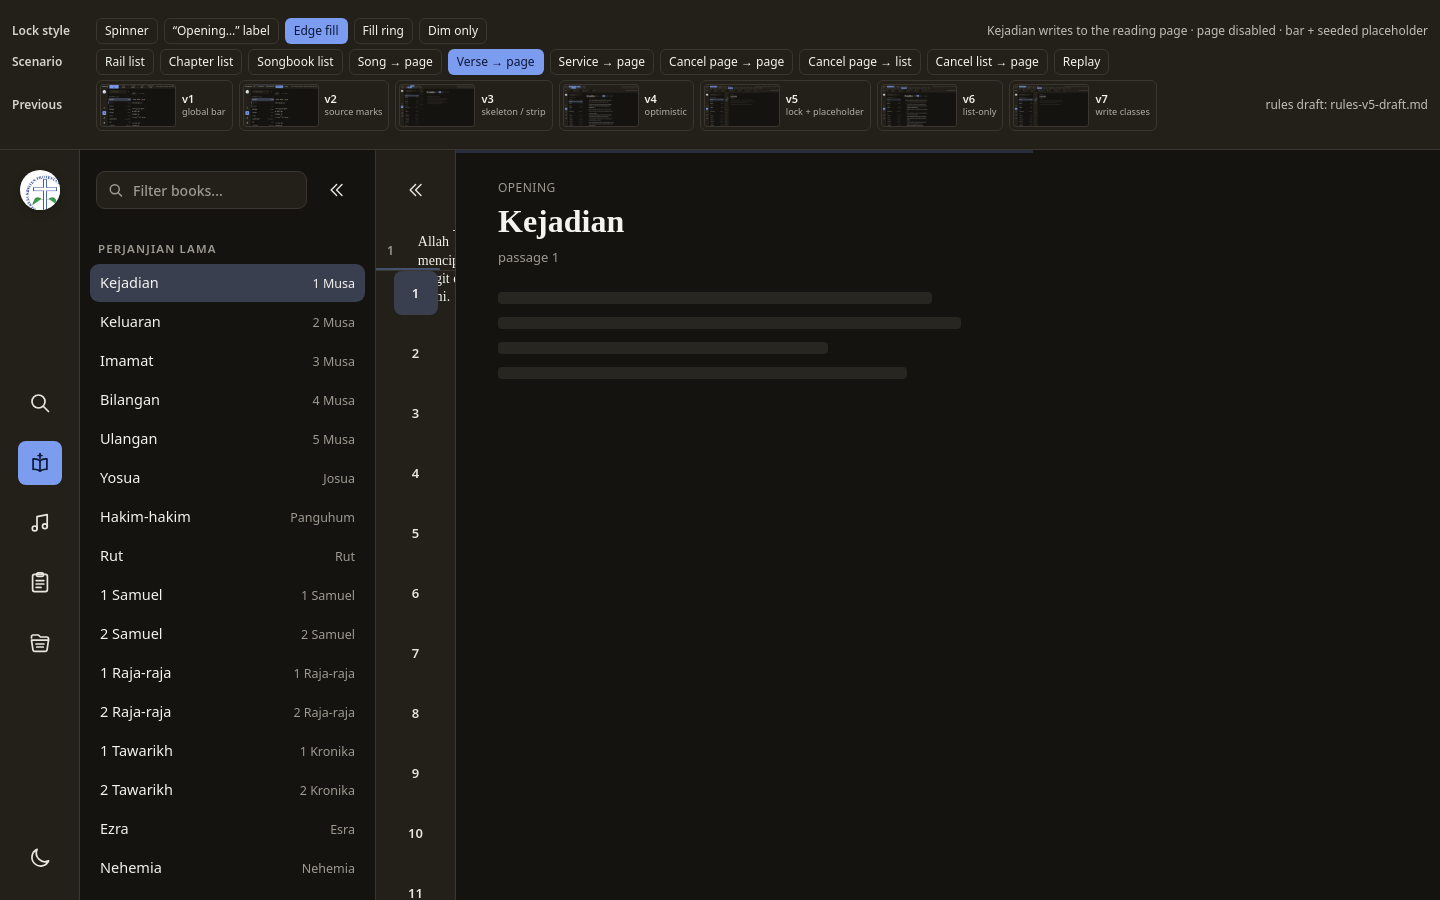 Lock style
Spinner
“Opening…” label
Edge fill
Fill ring
Dim only
Kejadian writes to the reading page · page disabled · bar + seeded placeholder
Scenario
Rail list
Chapter list
Songbook list
Song → page
Verse → page
Service → page
Cancel page → page
Cancel page → list
Cancel list → page
Replay
Previous
v1
global bar
v2
source marks
v3
skeleton / strip
v4
optimistic
v5
lock + placeholder
v6
list-only
v7
write classes
rules draft: rules-v5-draft.md
Filter books...
PERJANJIAN LAMA
Kejadian 1 Musa
Keluaran 2 Musa
Imamat 3 Musa
Bilangan 4 Musa
Ulangan 5 Musa
Yosua Josua
Hakim-hakim Panguhum
Rut Rut
1 Samuel 1 Samuel
2 Samuel 2 Samuel
1 Raja-raja 1 Raja-raja
2 Raja-raja 2 Raja-raja
1 Tawarikh 1 Kronika
2 Tawarikh 2 Kronika
Ezra Esra
Nehemia Nehemia
1
Allah
1
2
3
4
5
6
7
8
9
10
11
OPENING
Kejadian
passage 1